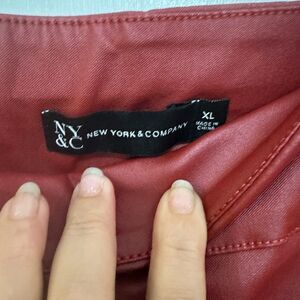 NY
&C
NEW YORK & COMPANY
XL
MADE IN
CHINA